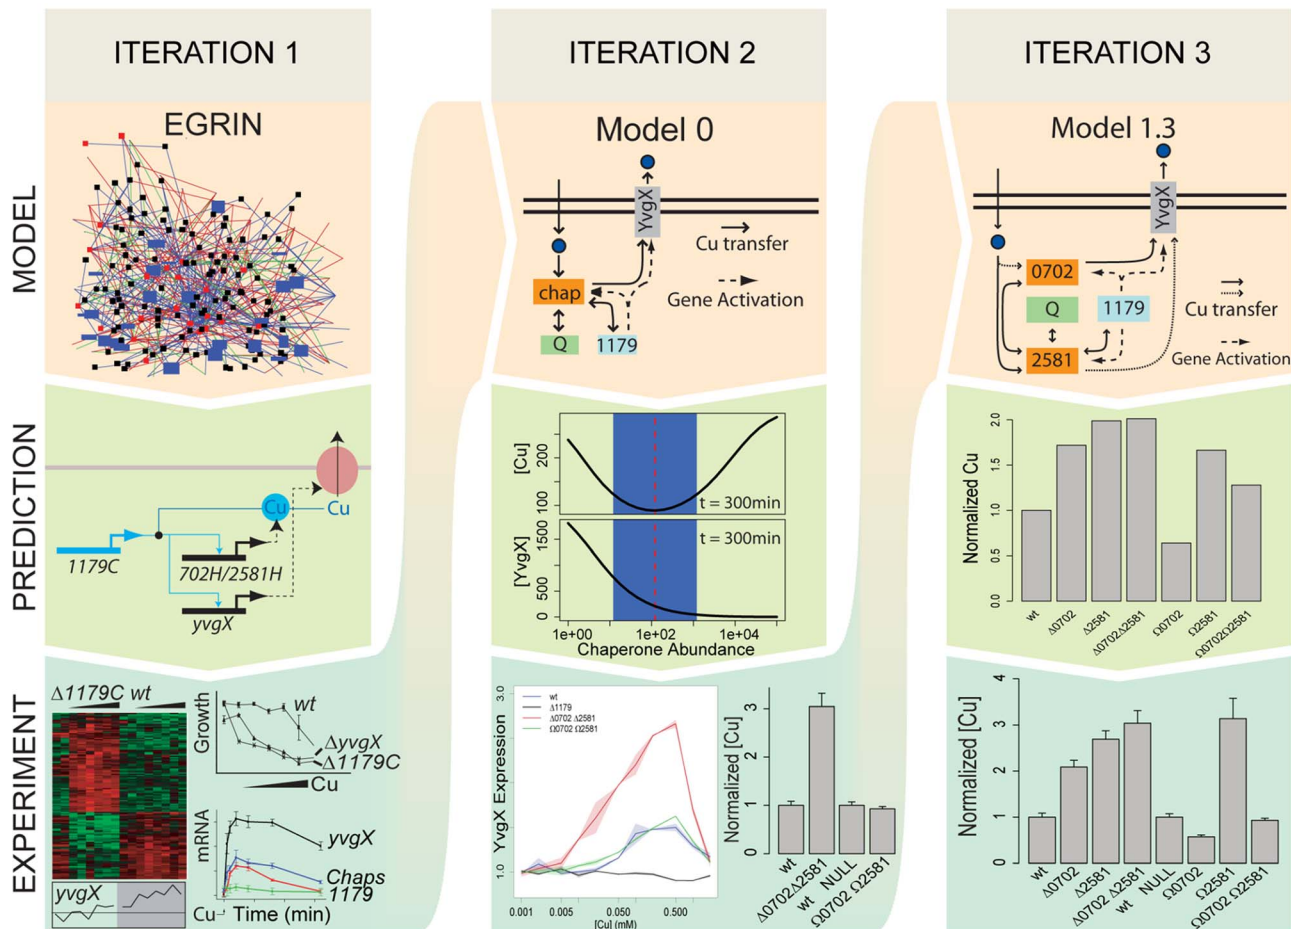 ITERATION 1
ITERATION 2
ITERATION 3
MODEL
EGRIN
Model 0
YvgX
Cu transfer
chap
Gene Activation
Q
1179
Model 1.3
YvgX
0702
Q
1179
Cu transfer
2581
Gene Activation
PREDICTION
Cu
Cu
1179C
702H/2581H
yvgX
[Cu]
200
100
t = 300min
[YvgX]
1500
500
0
t = 300min
1e+00
1e+02
1e+04
Chaperone Abundance
Normalized Cu
2.0
1.5
1.0
0.5
0.0
wt
Δ0702
Δ2581
Δ0702Δ2581
Ω0702
Ω2581
Ω0702Ω2581
EXPERIMENT
Δ1179C wt
Growth
wt
ΔyvgX
Δ1179C
Cu
mRNA
yvgX
Chaps
1179
Cu
Time (min)
yvgX
YvgX Expression
3.0
1.0
wt
Δ1179
Δ0702 Δ2581
Ω0702 Ω2581
0.001
0.005
0.050
0.500
[Cu] (mM)
Normalized [Cu]
3
2
1
0
wt
Δ0702Δ2581
wt NULL
Ω0702 Ω2581
Normalized [Cu]
4
3
2
1
0
wt
Δ0702
Δ2581
Δ0702 Δ2581
wt NULL
Ω0702
Ω2581
Ω0702 Ω2581